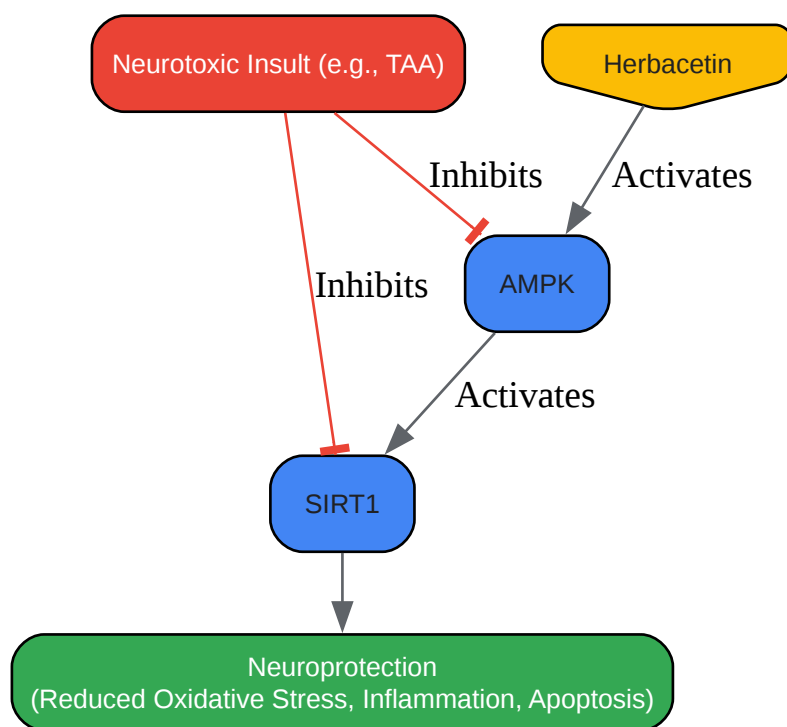 Neurotoxic Insult (e.g., TAA)
Herbacetin
Inhibits
Activates
Inhibits
AMPK
Activates
SIRT1
Neuroprotection
(Reduced Oxidative Stress, Inflammation, Apoptosis)